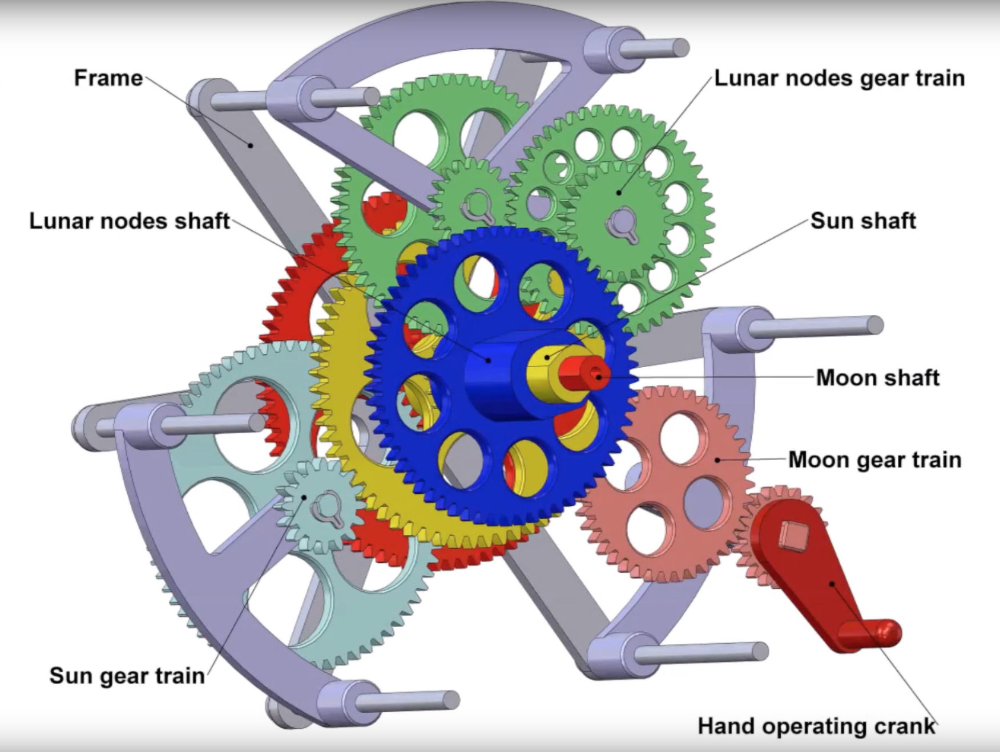 Frame
Lunar nodes gear train
Lunar nodes shaft
Sun shaft
Moon shaft
Moon gear train
Sun gear train
Hand operating crank